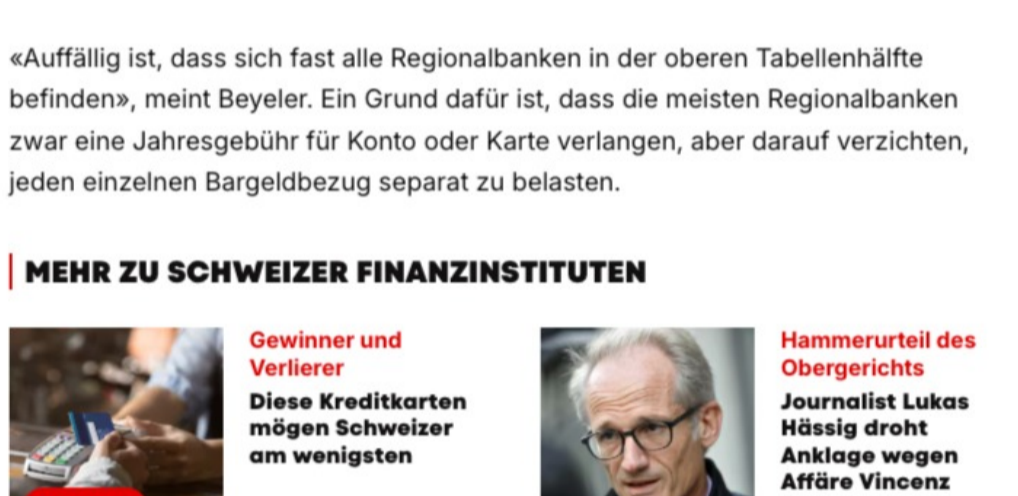 «Auffällig ist, dass sich fast alle Regionalbanken in der oberen Tabellenhälfte
befinden», meint Beyeler. Ein Grund dafür ist, dass die meisten Regionalbanken
zwar eine Jahresgebühr für Konto oder Karte verlangen, aber darauf verzichten,
jeden einzelnen Bargeldbezug separat zu belasten.
MEHR ZU SCHWEIZER FINANZINSTITUTEN
Gewinner und
Verlierer
Diese Kreditkarten
mögen Schweizer
am wenigsten
Hammerurteil des
Obergerichts
Journalist Lukas
Hässig droht
Anklage wegen
Affäre Vincenz